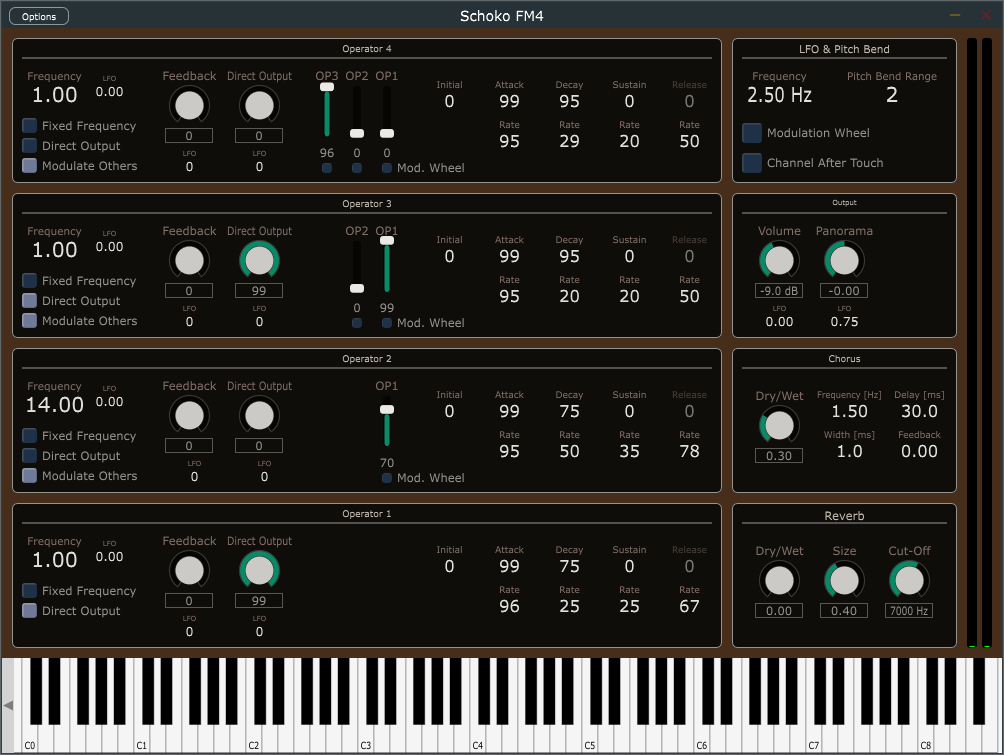 Options
Schoko FM4
Operator 4
Frequency LFO Feedback Direct Output OP3 OP2 OP1 Initial Attack Decay Sustain Release
1.00 0.00 0 99 95 0 0
Rate Rate Rate Rate
Fixed Frequency 0 0 95 29 20 50
Direct Output LFO LFO 96 0 0
Modulate Others 0 0 Mod. Wheel
Operator 3
Frequency LFO Feedback Direct Output OP2 OP1 Initial Attack Decay Sustain Release
1.00 0.00 0 99 95 0 0
Rate Rate Rate Rate
Fixed Frequency 0 99 95 20 20 50
Direct Output LFO LFO 0 99
Modulate Others 0 0 Mod. Wheel
Operator 2
Frequency LFO Feedback Direct Output OP1 Initial Attack Decay Sustain Release
14.00 0.00 0 99 75 0 0
Rate Rate Rate Rate
Fixed Frequency 0 0 95 50 35 78
Direct Output LFO LFO 70
Modulate Others 0 0 Mod. Wheel
Operator 1
Frequency LFO Feedback Direct Output Initial Attack Decay Sustain Release
1.00 0.00 0 99 75 0 0
Rate Rate Rate Rate
Fixed Frequency 0 99 96 25 25 67
Direct Output LFO LFO
0 0
LFO & Pitch Bend
Frequency Pitch Bend Range
2.50 Hz 2
Modulation Wheel
Channel After Touch
Output
Volume Panorama
-9.0 dB -0.00
LFO LFO
0.00 0.75
Chorus
Dry/Wet Frequency [Hz] Delay [ms]
1.50 30.0
Width [ms] Feedback
0.30 1.0 0.00
Reverb
Dry/Wet Size Cut-Off
0.00 0.40 7000 Hz
C0 C1 C2 C3 C4 C5 C6 C7 C8